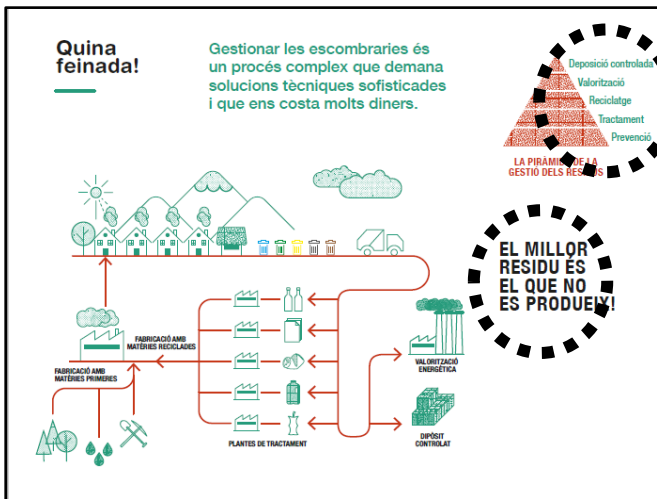 Quina
feinada!
Gestionar les escombraries és
un procés complex que demana
solucions tècniques sofisticades
i que ens costa molts diners.
Deposició controlada
Valorització
Reciclatge
Tractament
Prevenció
LA PIRÀMIDE DE LA
GESTIÓ DELS RESIDUS
EL MILLOR
RESIDU ÉS
EL QUE NO
ES PRODUEIX!
FABRICACIÓ AMB
MATÈRIES RECICLADES
FABRICACIÓ AMB
MATÈRIES PRIMERES
VALORITZACIÓ
ENERGÈTICA
PLANTES DE TRACTAMENT
DIPÒSIT
CONTROLAT